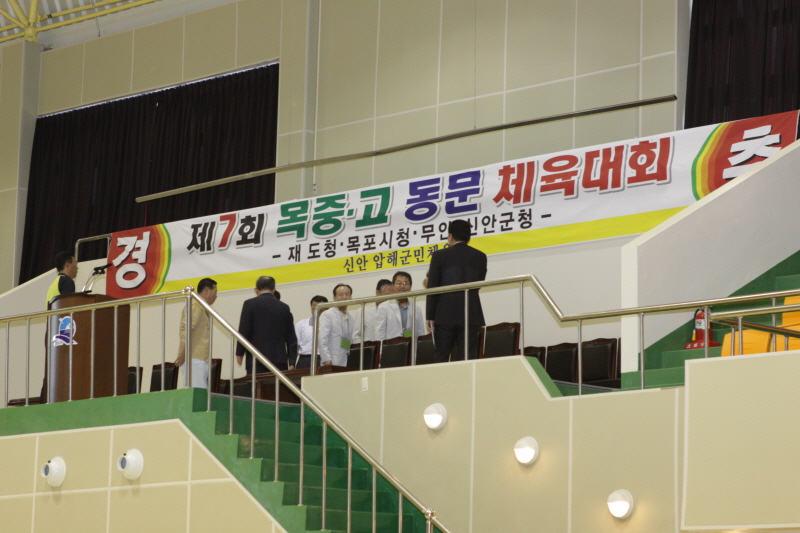 경 제7회 목중·고 동문 체육대회 축
- 재 도청·목포시청·무안·신안군청 -
신안 압해군민체